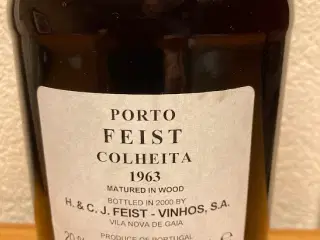 PORTO
FEIST
COLHEITA
1963
MATURED IN WOOD
BOTTLED IN 2000 BY
H. & C. J. FEIST - VINHOS, S.A.
VILA NOVA DE GAIA
PRODUCE OF PORTUGAL